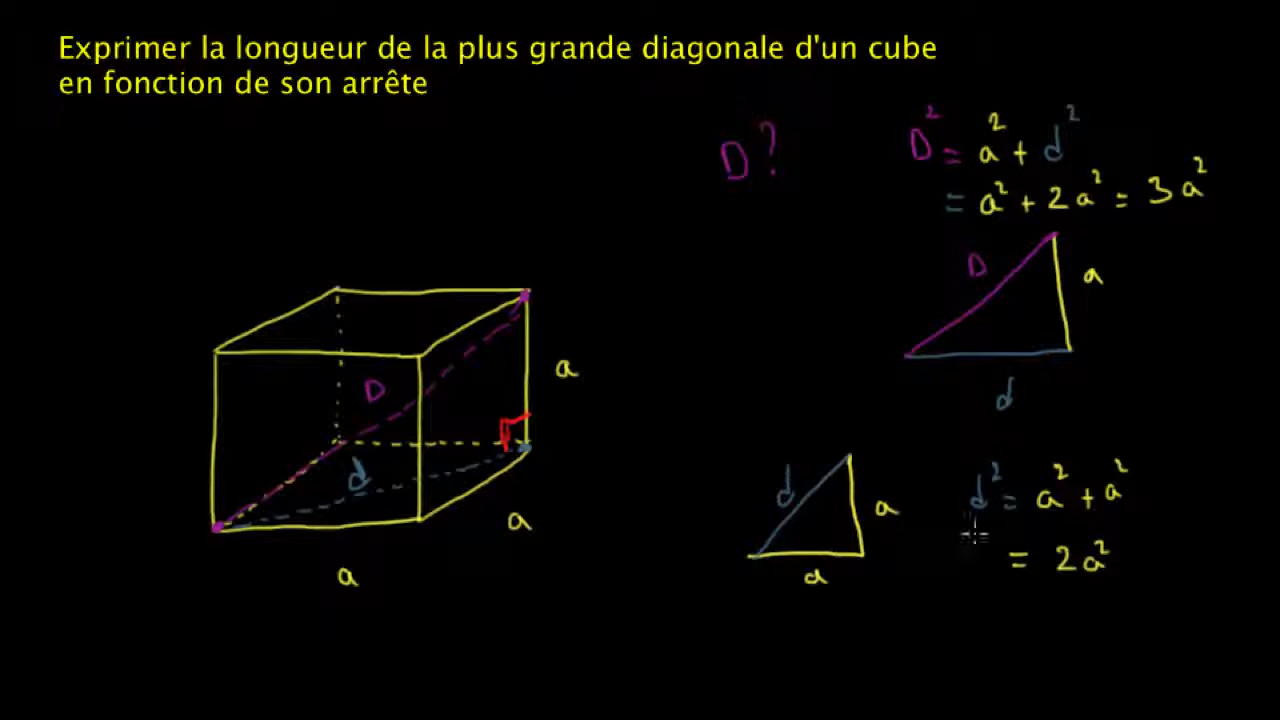 Exprimer la longueur de la plus grande diagonale d'un cube
en fonction de son arrête
D?
D² = a² + d²
= a² + 2a² = 3a²
D
a
d
D
a
d
a
a
d
a
a
d² = a² + a²
= 2a²